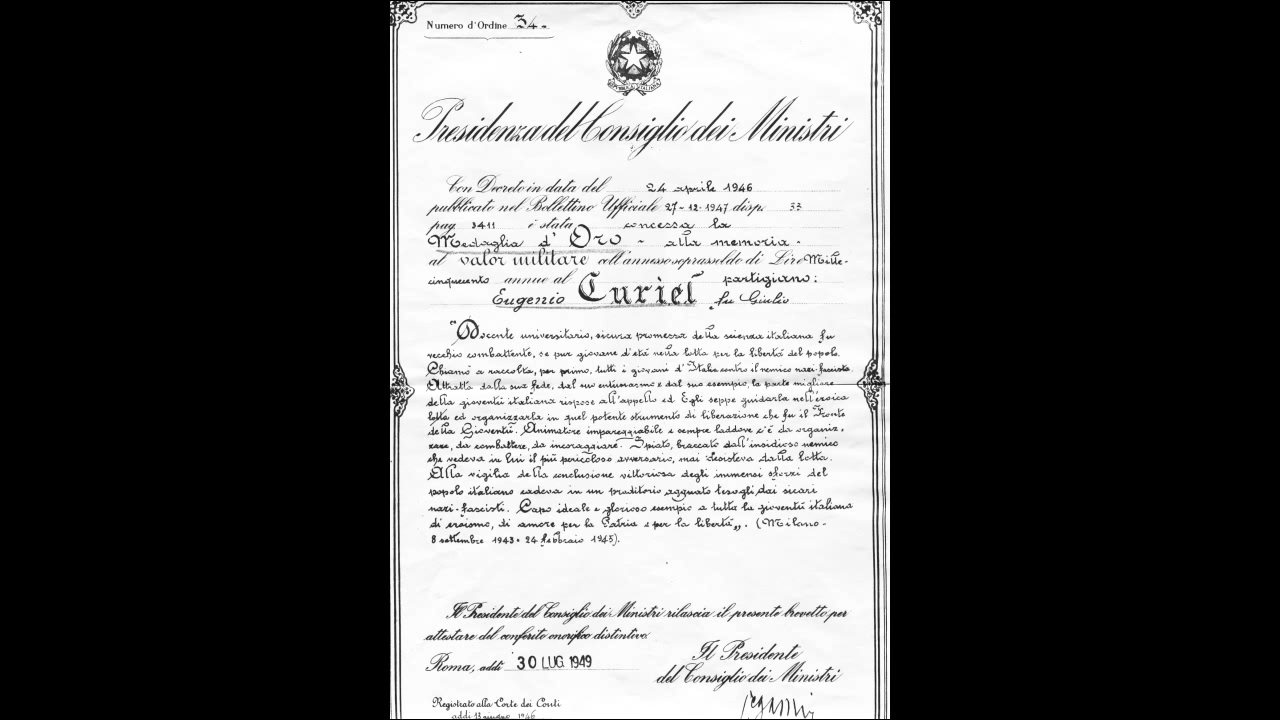 Numero d'Ordine 34-
REPVBBLICA ITALIANA
Presidenza del Consiglio dei Ministri
Con Decreto in data del 24 aprile 1946
pubblicato nel Bollettino Ufficiale 27-12-1947 disp. 33
pag 3411 è stata concessa la
Medaglia d'Oro - alla memoria -
al valor militare coll'annesso soprassoldo di Lire Mille-
cinquecento annue al partigiano:
Eugenio Curiel fu Giulio
"Docente universitario, sicura promessa della scienza italiana fu
vecchio combattente, se pur giovane d'età nella lotta per la libertà del popolo.
Chiamò a raccolta, per primo, tutti i giovani d'Italia contro il nemico nazi-fascista.
Attratta dalla sua fede, dal suo entusiasmo e dal suo esempio, la parte migliore
della gioventù italiana rispose all'appello ed Egli seppe guidarla nell'eroica
lotta ed organizzarla in quel potente strumento di liberazione che fu il Fronte
della Gioventù. Animatore impareggiabile e sempre laddove c'è da organiz-
zare, da combattere, da incoraggiare. Spiato, braccato dall'insidioso nemico
che vedeva in lui il più pericoloso avversario, mai desisteva dalla lotta.
Alla vigilia della conclusione vittoriosa degli immensi sforzi del
popolo italiano cadeva in un proditorio agguato tesogli dai sicari
nazi-fascisti. Capo ideale e glorioso esempio a tutta la gioventù italiana
di eroismo, di amore per la Patria e per la libertà„. (Milano -
8 settembre 1943 - 24 febbraio 1945).
Il Presidente del Consiglio dei Ministri rilascia il presente brevetto per
attestare del conferito onorifico distintivo.
Roma, addì 30 LUG. 1949
Il Presidente
del Consiglio dei Ministri
Registrato alla Corte dei Conti
addì 13 giugno 1946